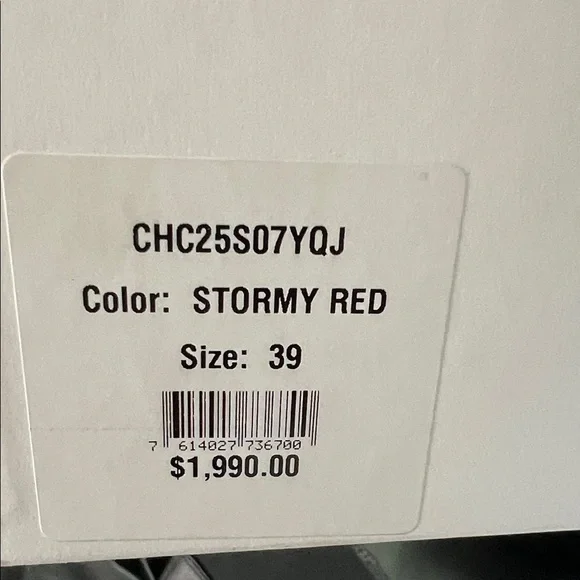 CHC25S07YQJ
Color: STORMY RED
Size: 39
7 614027 736700
$1,990.00